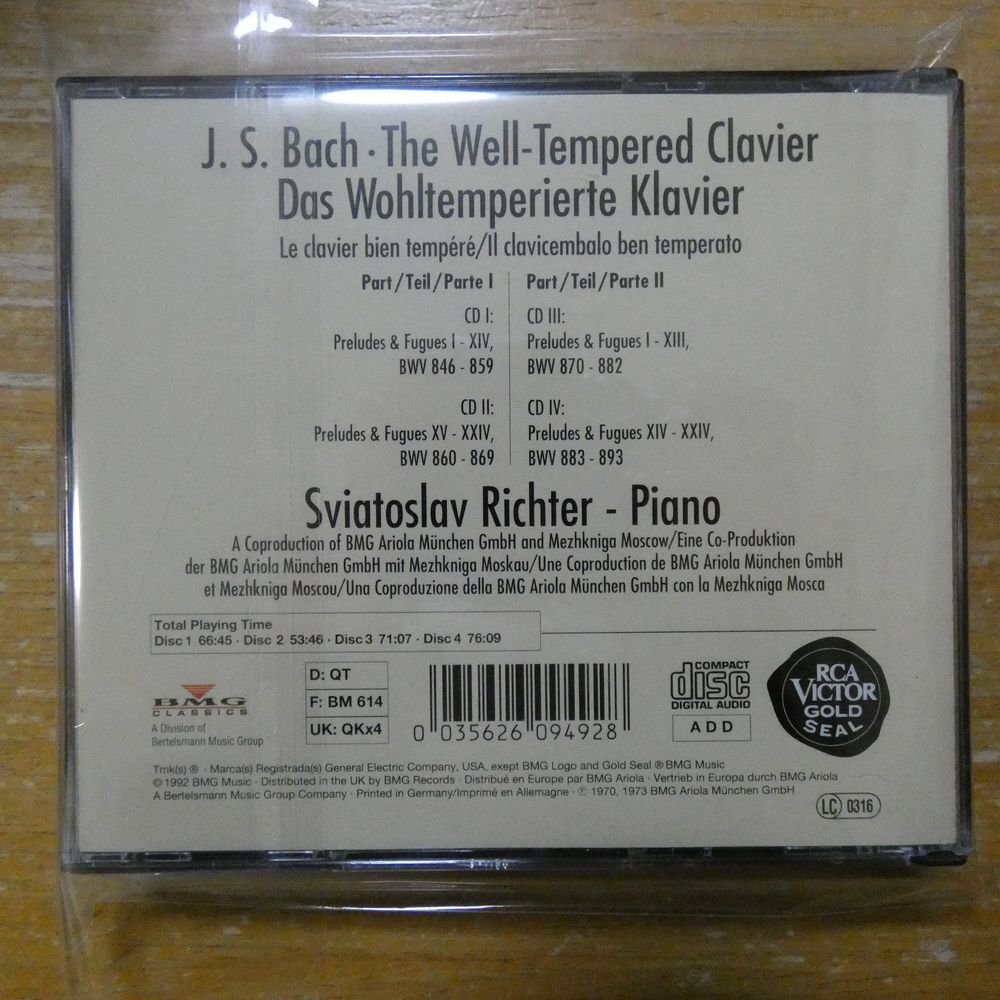 J. S. Bach · The Well-Tempered Clavier
Das Wohltemperierte Klavier
Le clavier bien tempéré/Il clavicembalo ben temperato
Part/Teil/Parte I
CD I:
Preludes & Fugues I - XIV,
BWV 846 - 859
CD II:
Preludes & Fugues XV - XXIV,
BWV 860 - 869
Part/Teil/Parte II
CD III:
Preludes & Fugues I - XIII,
BWV 870 - 882
CD IV:
Preludes & Fugues XIV - XXIV,
BWV 883 - 893
Sviatoslav Richter - Piano
A Coproduction of BMG Ariola München GmbH and Mezhkniga Moscow/Eine Co-Produktion
der BMG Ariola München GmbH mit Mezhkniga Moskau/Une Coproduction de BMG Ariola München GmbH
et Mezhkniga Moscou/Una Coproduzione della BMG Ariola München GmbH con la Mezhkniga Mosca
Total Playing Time
Disc 1 66:45 · Disc 2 53:46 · Disc 3 71:07 · Disc 4 76:09
BMG
CLASSICS
A Division of
Bertelsmann Music Group
D: QT
F: BM 614
UK: QKx4
0 035626 094928
COMPACT
disc
DIGITAL AUDIO
ADD
RCA
VICTOR
GOLD
SEAL
Tmk(s) ® · Marca(s) Registrada(s) General Electric Company, USA, exept BMG Logo and Gold Seal ® BMG Music
© 1992 BMG Music · Distributed in the UK by BMG Records · Distribué en Europe par BMG Ariola · Vertrieb in Europa durch BMG Ariola
A Bertelsmann Music Group Company · Printed in Germany/Imprimé en Allemagne · ℗ 1970, 1973 BMG Ariola München GmbH
LC 0316